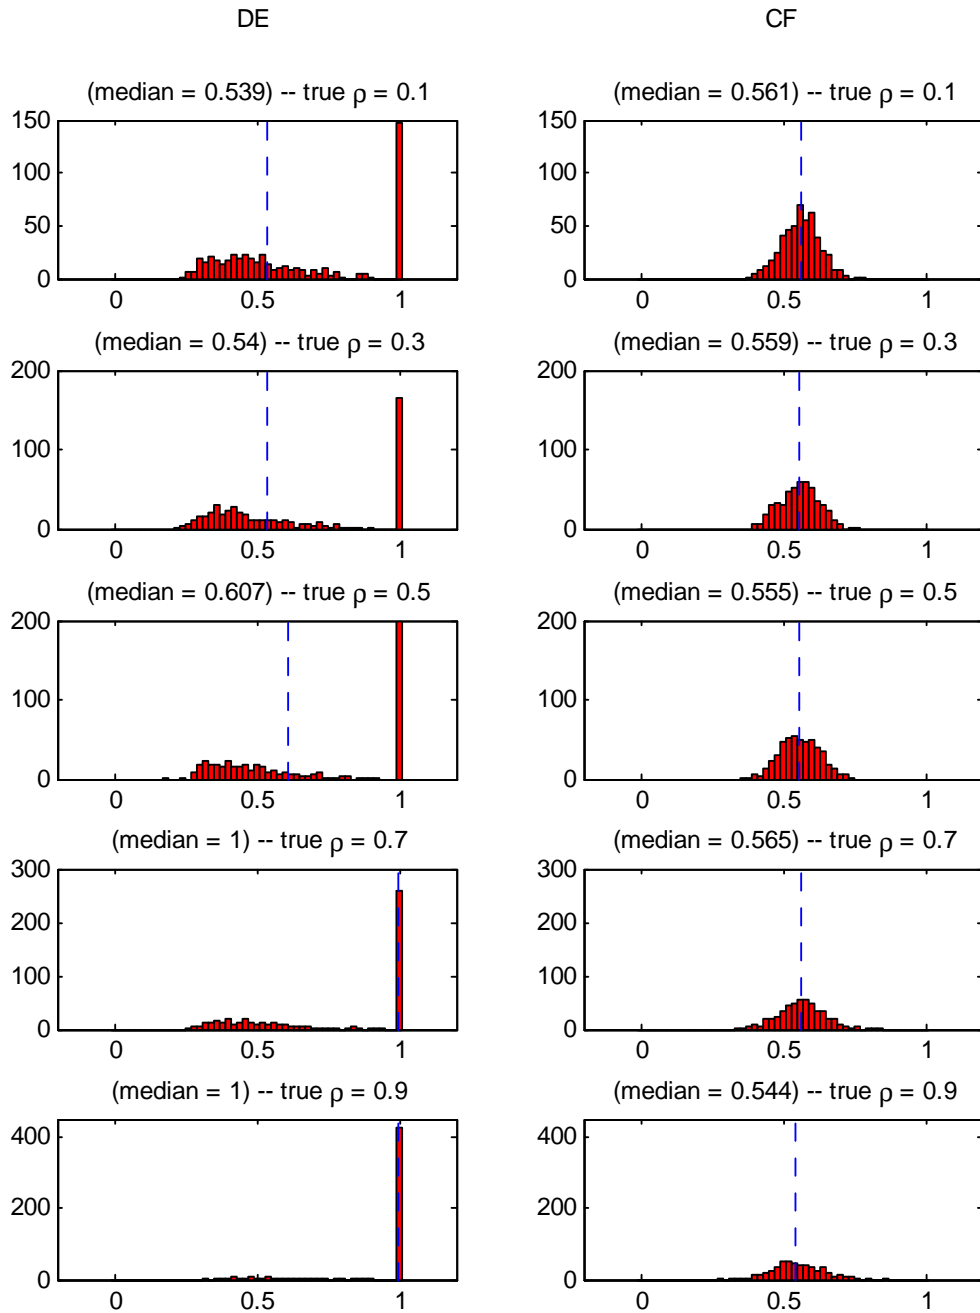 DE CF
(median = 0.539) -- true ρ = 0.1 (median = 0.561) -- true ρ = 0.1
150 150
100 100
50 50
0 0
0 0.5 1 0 0.5 1
(median = 0.54) -- true ρ = 0.3 (median = 0.559) -- true ρ = 0.3
200 200
100 100
0 0
0 0.5 1 0 0.5 1
(median = 0.607) -- true ρ = 0.5 (median = 0.555) -- true ρ = 0.5
200 200
100 100
0 0
0 0.5 1 0 0.5 1
(median = 1) -- true ρ = 0.7 (median = 0.565) -- true ρ = 0.7
300 300
200 200
100 100
0 0
0 0.5 1 0 0.5 1
(median = 1) -- true ρ = 0.9 (median = 0.544) -- true ρ = 0.9
400 400
200 200
0 0
0 0.5 1 0 0.5 1